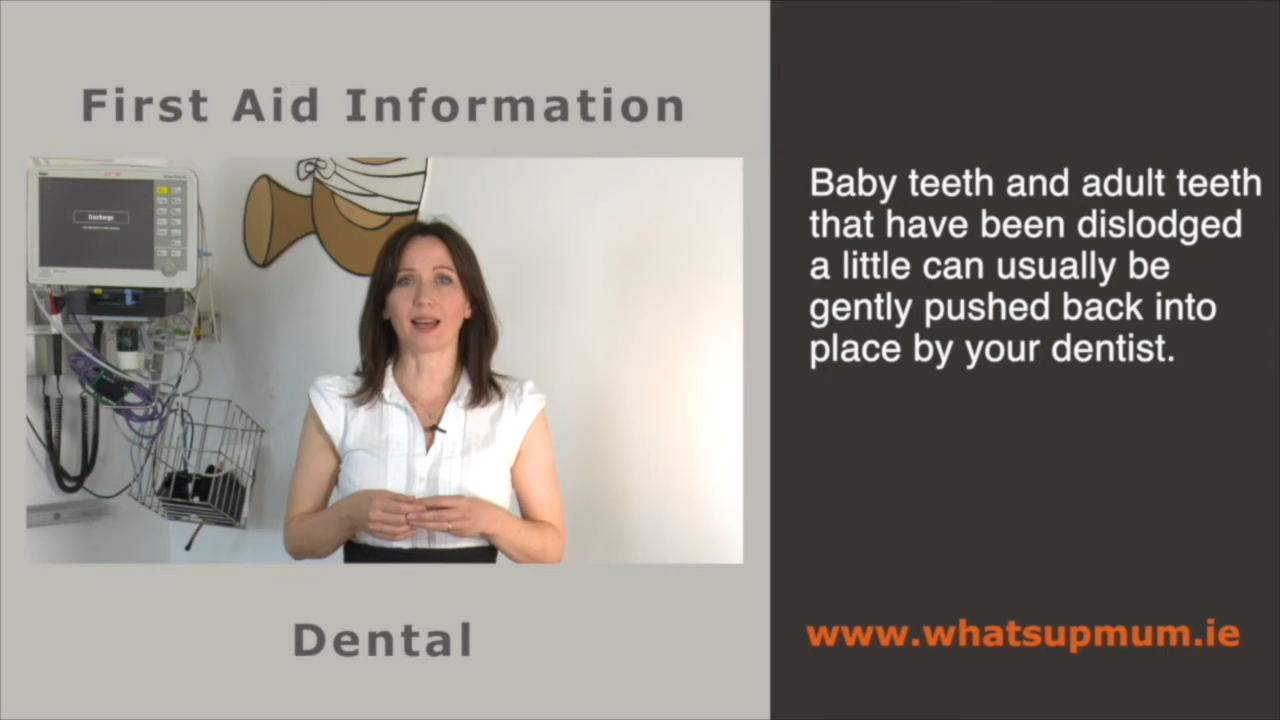 First Aid Information
Discharge
Dental
Baby teeth and adult teeth
that have been dislodged
a little can usually be
gently pushed back into
place by your dentist.
www.whatsupmum.ie